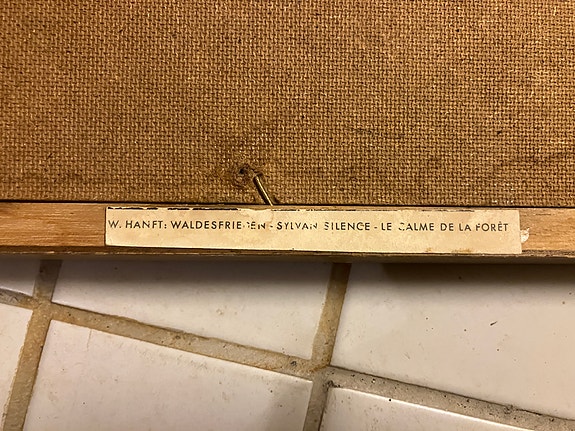 W. HANFT: WALDESFRIEDEN - SYLVAN SILENCE - LE CALME DE LA FORÊT